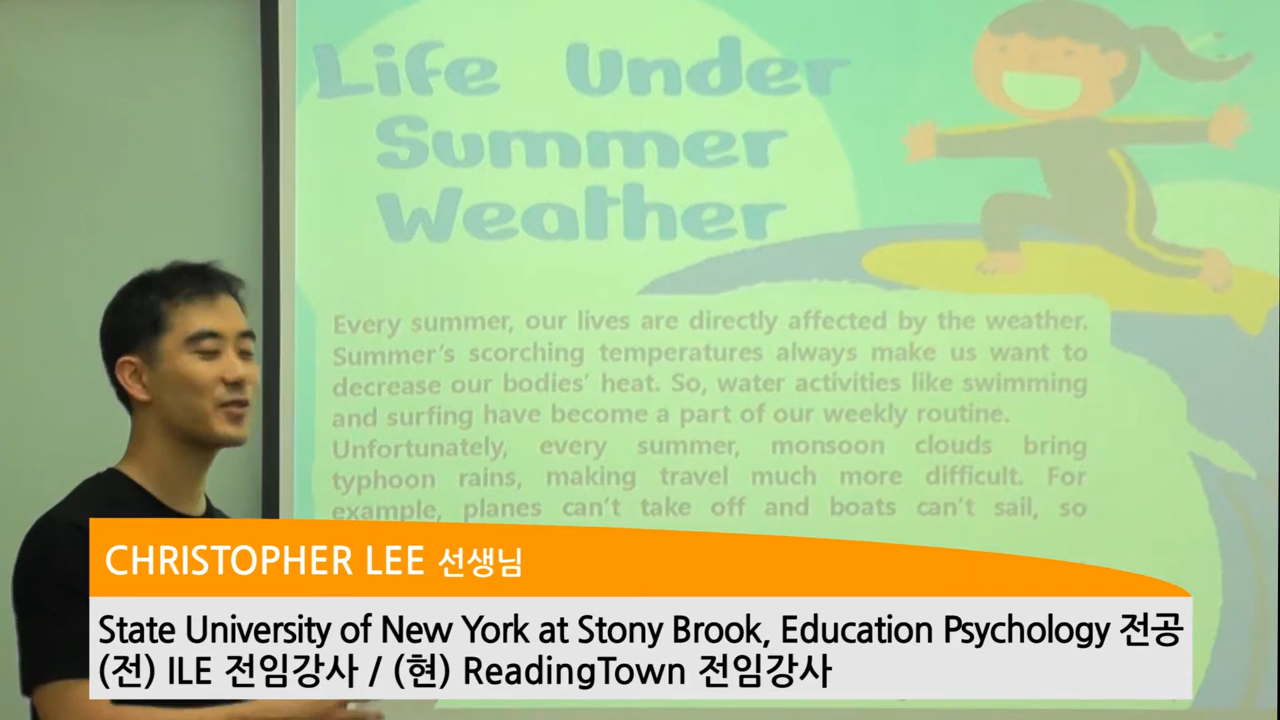 Life Under
Summer
Weather
Every summer, our lives are directly affected by the weather.
Summer's scorching temperatures always make us want to
decrease our bodies' heat. So, water activities like swimming
and surfing have become a part of our weekly routine.
Unfortunately, every summer, monsoon clouds bring
typhoon rains, making travel much more difficult. For
example, planes can't take off and boats can't sail, so
CHRISTOPHER LEE 선생님
State University of New York at Stony Brook, Education Psychology 전공
(전) ILE 전임강사 / (현) ReadingTown 전임강사